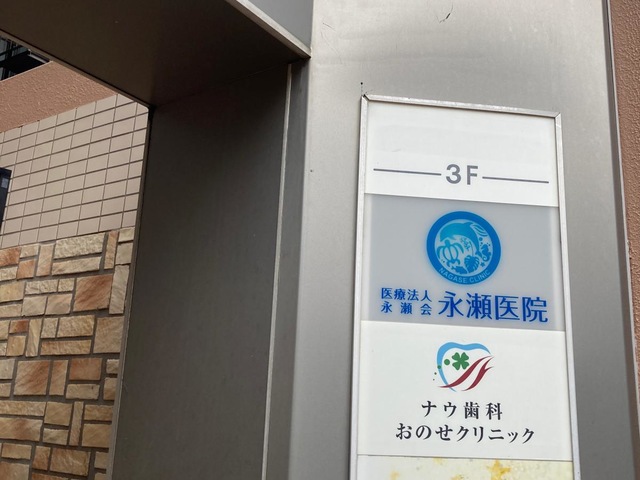 3F
NAGASE CLINIC
医療法人
永瀬会
永瀬医院
ナウ歯科
おのせクリニック